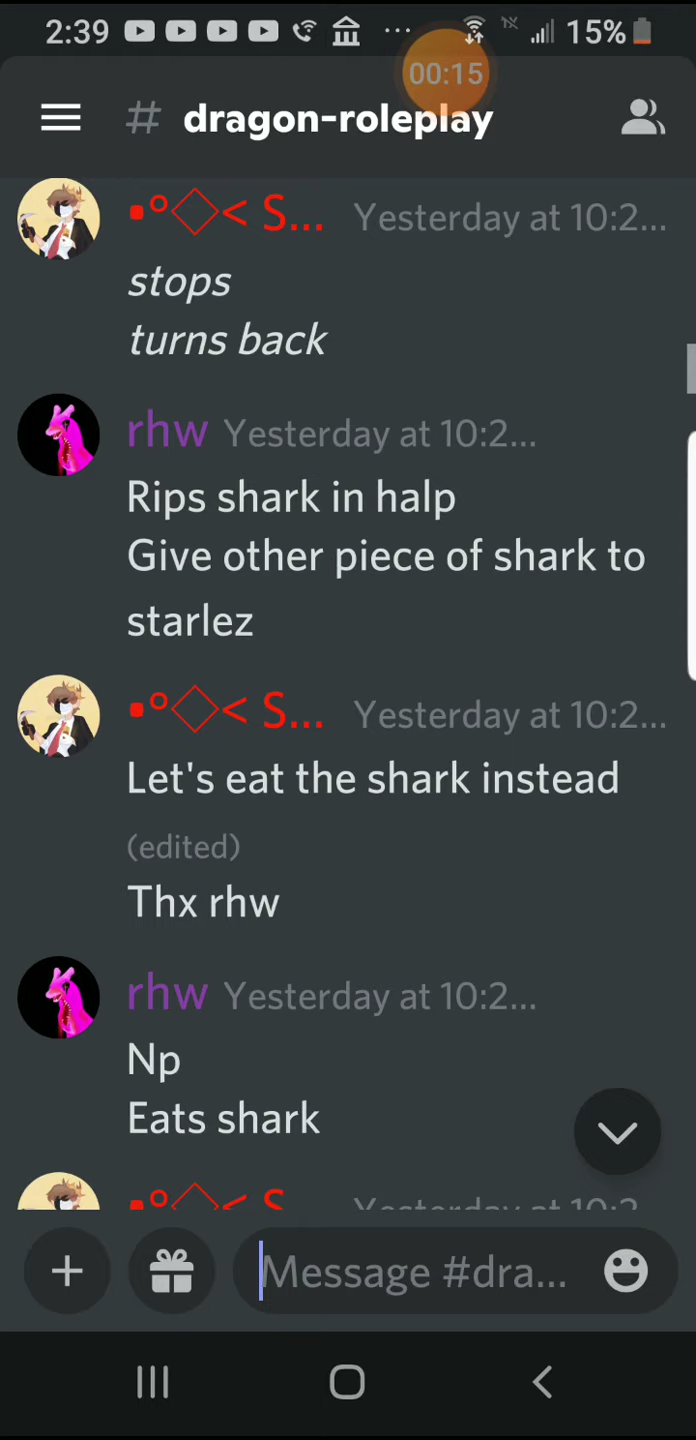 2:39 ... 15%
00:15
# dragon-roleplay
▪°◇< S... Yesterday at 10:2...
stops
turns back
rhw Yesterday at 10:2...
Rips shark in halp
Give other piece of shark to
starlez
▪°◇< S... Yesterday at 10:2...
Let's eat the shark instead
(edited)
Thx rhw
rhw Yesterday at 10:2...
Np
Eats shark
▪°◇< S... Yesterday at 10:2...
Message #dra...